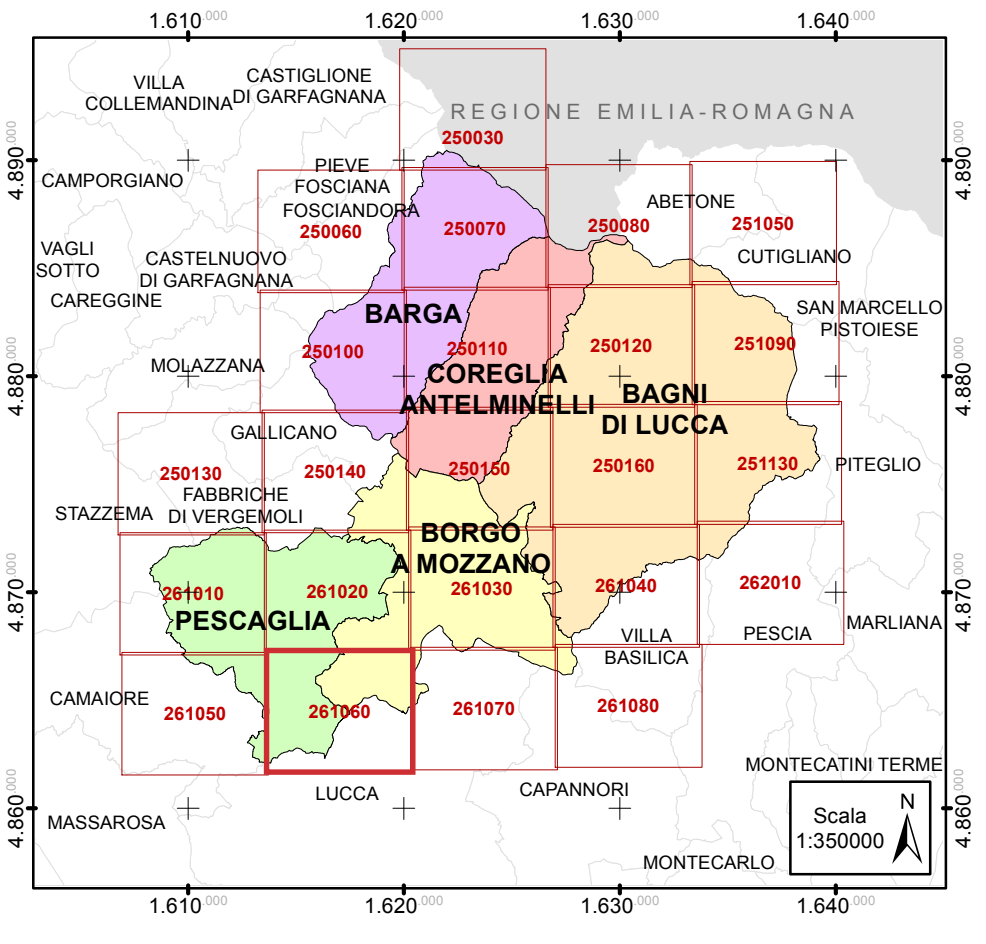 1.610.000 1.620.000 1.630.000 1.640.000
VILLA
COLLEMANDINA
CASTIGLIONE
DI GARFAGNANA
REGIONE EMILIA-ROMAGNA
250030
4.890.000
4.890.000
CAMPORGIANO
PIEVE
FOSCIANA
FOSCIANDORA
250060
250070
250080
ABETONE
251050
CUTIGLIANO
VAGLI
SOTTO
CAREGGINE
CASTELNUOVO
DI GARFAGNANA
SAN MARCELLO
PISTOIESE
BARGA
250100
250110
250120
251090
MOLAZZANA
4.880.000
4.880.000
COREGLIA
ANTELMINELLI
BAGNI
DI LUCCA
GALLICANO
250130
250140
250150
250160
251130
PITEGLIO
FABBRICHE
DI VERGEMOLI
STAZZEMA
BORGO
A MOZZANO
4.870.000
4.870.000
261010
261020
261030
261040
262010
PESCAGLIA
VILLA
BASILICA
PESCIA
MARLIANA
CAMAIORE
261050
261060
261070
261080
MONTECATINI TERME
LUCCA
CAPANNORI
4.860.000
4.860.000
MASSAROSA
MONTECARLO
Scala
1:350000
N
1.610.000 1.620.000 1.630.000 1.640.000